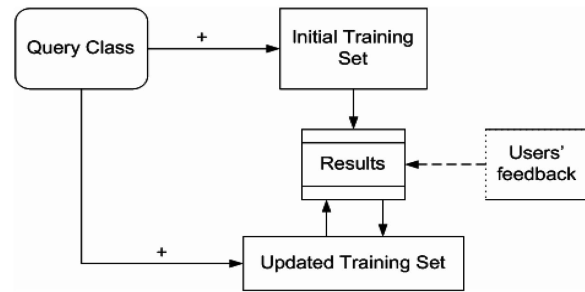 Query Class
+
Initial Training
Set
Results
Users'
feedback
+
Updated Training Set